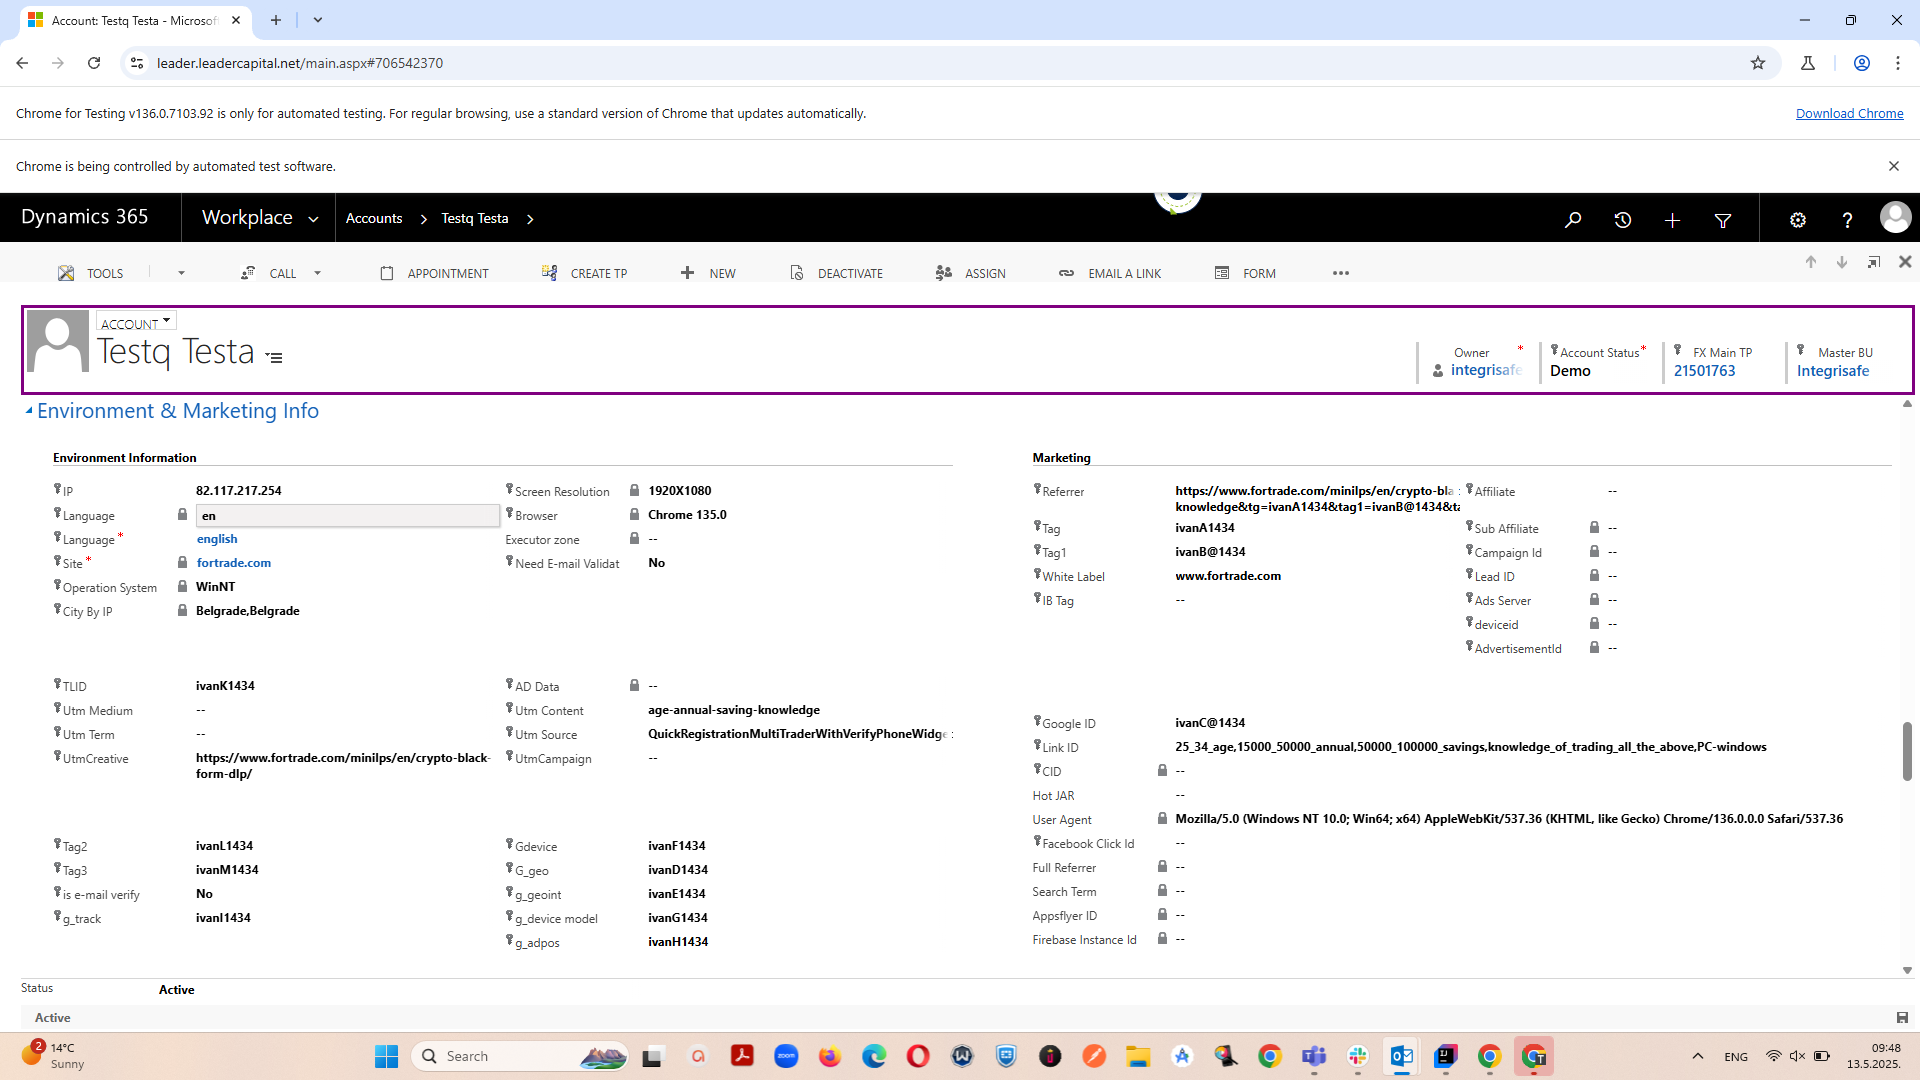 Account: Testq Testa - Microsof
leader.leadercapital.net/main.aspx#706542370
Chrome for Testing v136.0.7103.92 is only for automated testing. For regular browsing, use a standard version of Chrome that updates automatically.
Download Chrome
Chrome is being controlled by automated test software.
Dynamics 365
Workplace
Accounts
Testq Testa
TOOLS
CALL
APPOINTMENT
CREATE TP
NEW
DEACTIVATE
ASSIGN
EMAIL A LINK
FORM
ACCOUNT
Testq Testa
Owner *
integrisafe
Account Status *
Demo
FX Main TP
21501763
Master BU
Integrisafe
Environment & Marketing Info
Environment Information
IP 82.117.217.254
Language en
Language * english
Site * fortrade.com
Operation System WinNT
City By IP Belgrade,Belgrade
Screen Resolution 1920X1080
Browser Chrome 135.0
Executor zone --
Need E-mail Validat No
TLID ivanK1434
Utm Medium --
Utm Term --
UtmCreative https://www.fortrade.com/minilps/en/crypto-black-
form-dlp/
AD Data --
Utm Content age-annual-saving-knowledge
Utm Source QuickRegistrationMultiTraderWithVerifyPhoneWidge
UtmCampaign --
Tag2 ivanL1434
Tag3 ivanM1434
is e-mail verify No
g_track ivanI1434
Gdevice ivanF1434
G_geo ivanD1434
g_geoint ivanE1434
g_device model ivanG1434
g_adpos ivanH1434
Marketing
Referrer https://www.fortrade.com/minilps/en/crypto-bla
knowledge&tg=ivanA1434&tag1=ivanB@1434&ta
Tag ivanA1434
Tag1 ivanB@1434
White Label www.fortrade.com
IB Tag --
Affiliate --
Sub Affiliate --
Campaign Id --
Lead ID --
Ads Server --
deviceid --
AdvertisementId --
Google ID ivanC@1434
Link ID 25_34_age,15000_50000_annual,50000_100000_savings,knowledge_of_trading_all_the_above,PC-windows
CID --
Hot JAR --
User Agent Mozilla/5.0 (Windows NT 10.0; Win64; x64) AppleWebKit/537.36 (KHTML, like Gecko) Chrome/136.0.0.0 Safari/537.36
Facebook Click Id --
Full Referrer --
Search Term --
Appsflyer ID --
Firebase Instance Id --
Status Active
Active
2
14°C
Sunny
Search
zoom
ENG
09:48
13.5.2025.